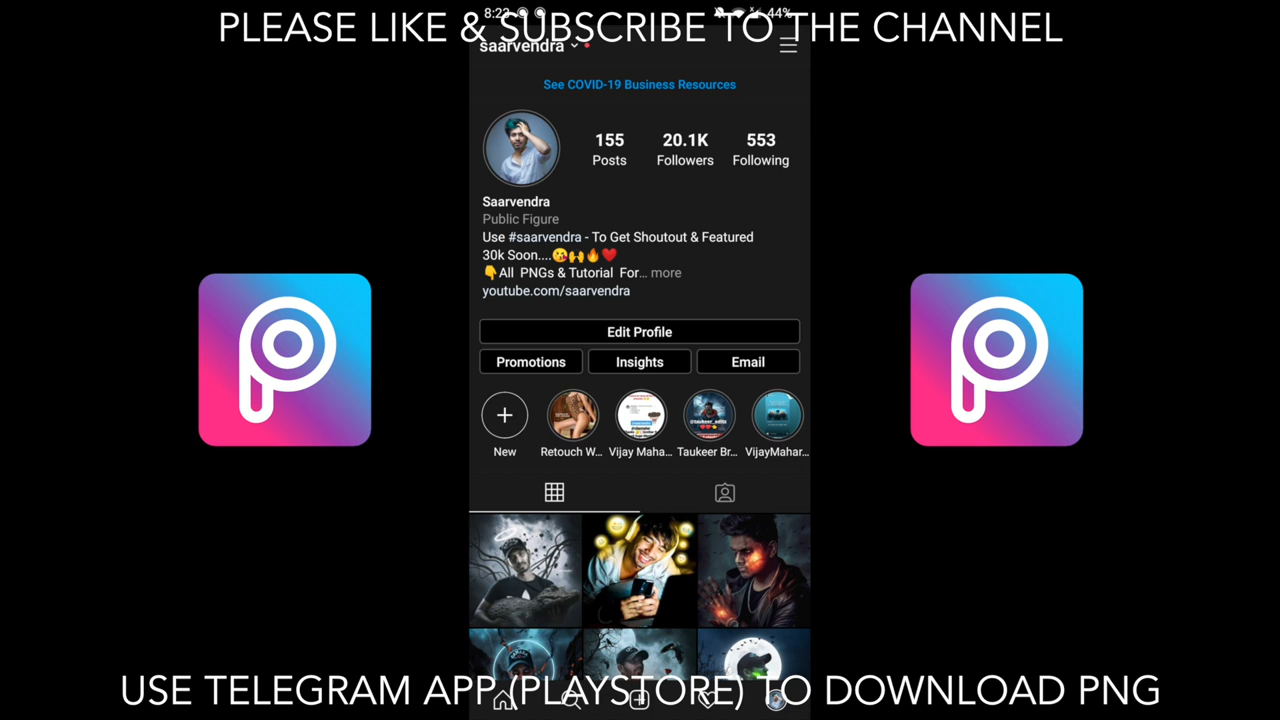 PLEASE LIKE & SUBSCRIBE TO THE CHANNEL
8:23
44%
saarvendra
See COVID-19 Business Resources
155 20.1K 553
Posts Followers Following
Saarvendra
Public Figure
Use #saarvendra - To Get Shoutout & Featured
30k Soon....😘🙌🔥❤️
👇All PNGs & Tutorial For... more
youtube.com/saarvendra
Edit Profile
Promotions Insights Email
New Retouch W... Vijay Maha... Taukeer Br... VijayMahar...
USE TELEGRAM APP (PLAYSTORE) TO DOWNLOAD PNG